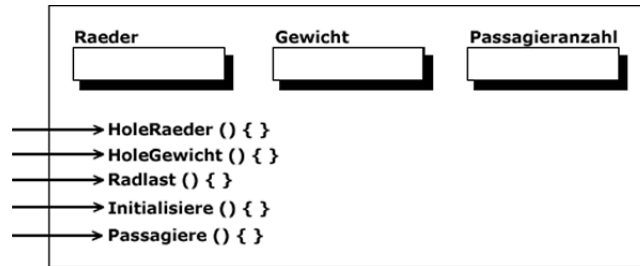 Raeder Gewicht Passagieranzahl
HoleRaeder () { }
HoleGewicht () { }
Radlast () { }
Initialisiere () { }
Passagiere () { }